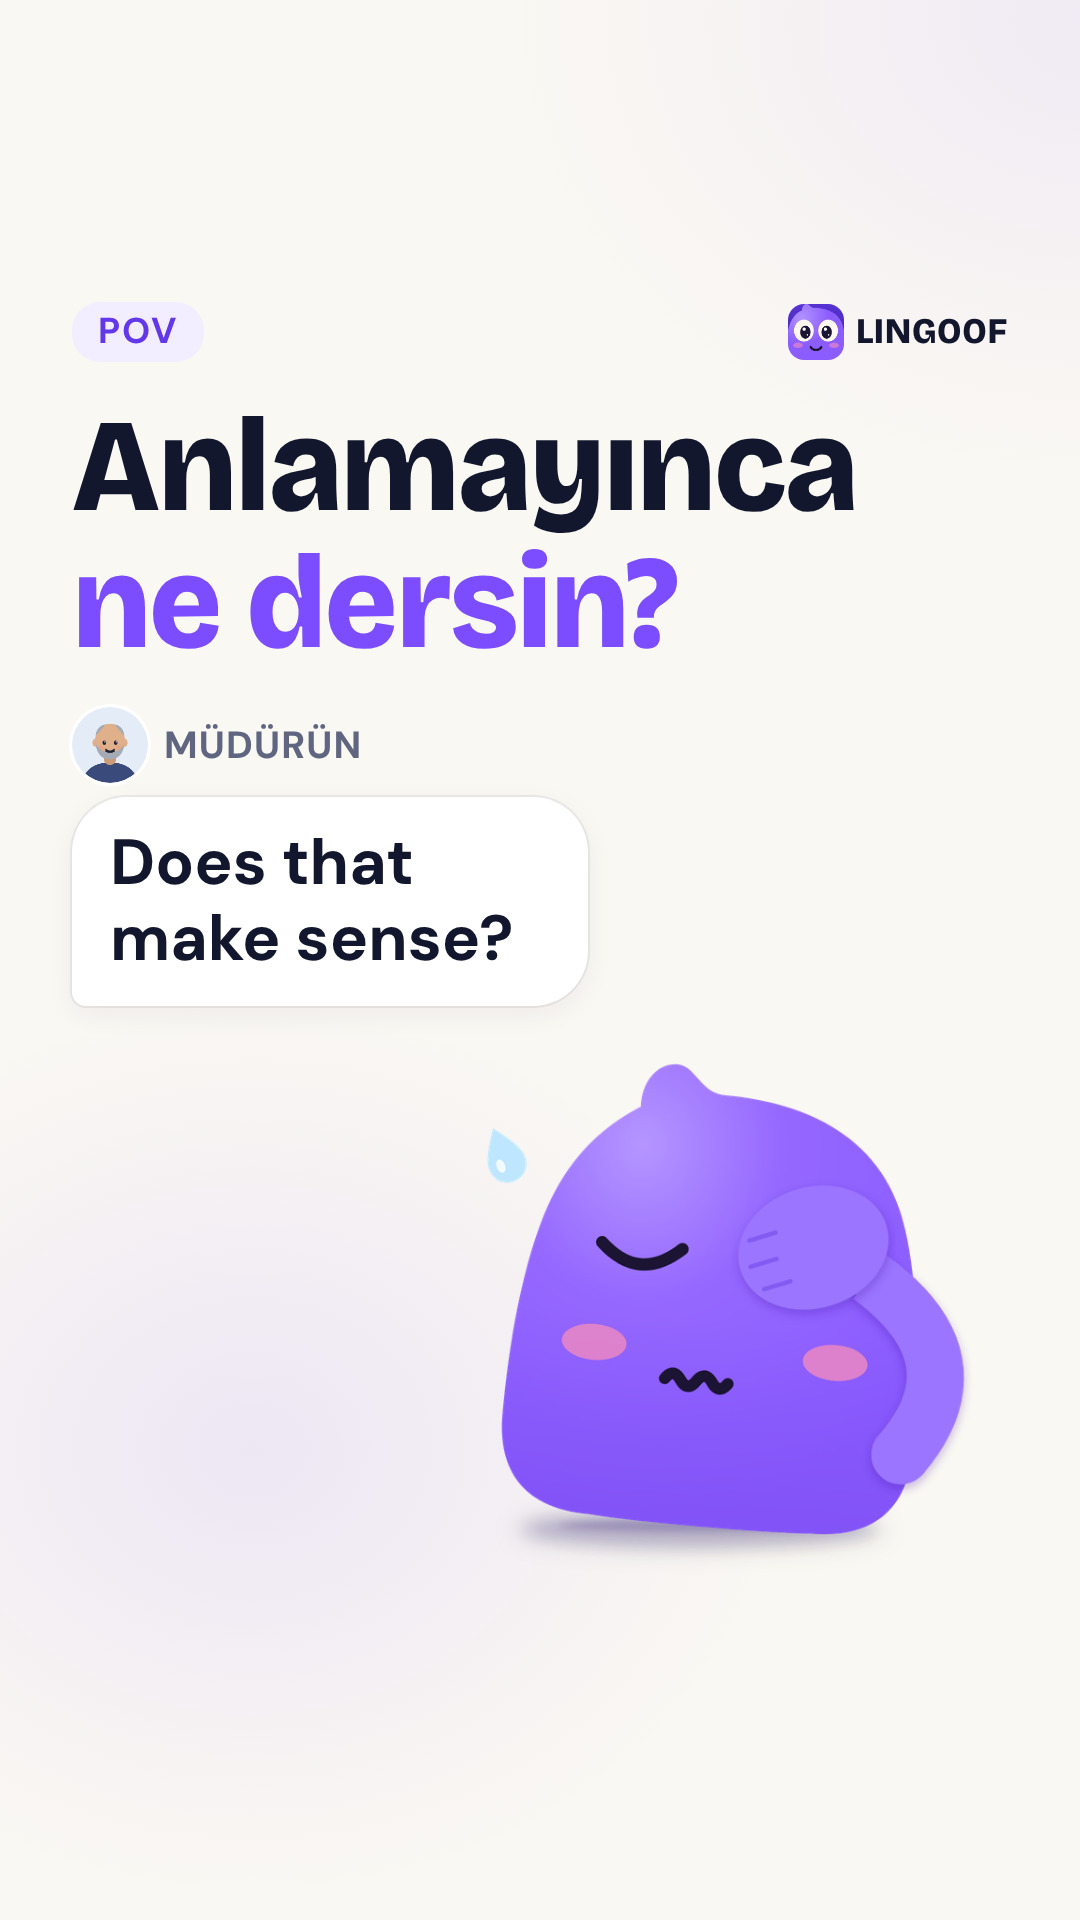 POV
LINGOOF
Anlamayınca
ne dersin?
MÜDÜRÜN
Does that
make sense?